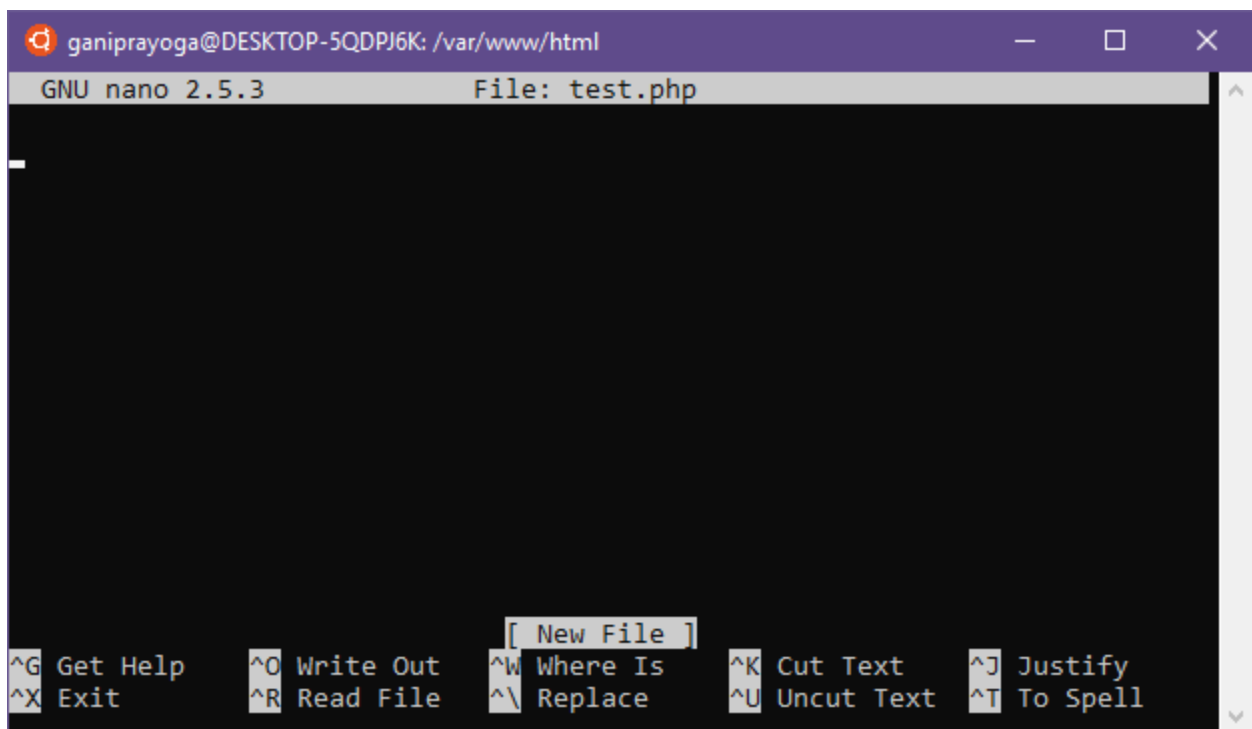 ganiprayoga@DESKTOP-5QDPJ6K: /var/www/html
GNU nano 2.5.3 File: test.php
[ New File ]
^G Get Help ^O Write Out ^W Where Is ^K Cut Text ^J Justify
^X Exit ^R Read File ^\ Replace ^U Uncut Text ^T To Spell